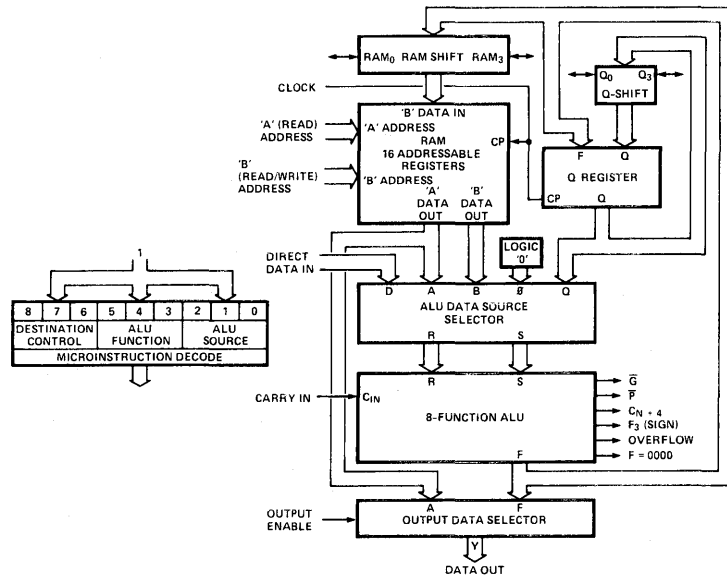 RAM₀ RAM SHIFT RAM₃
Q₀ Q₃
Q-SHIFT
CLOCK
'A' (READ)
ADDRESS
'B'
(READ/WRITE)
ADDRESS
'B' DATA IN
'A' ADDRESS
RAM
16 ADDRESSABLE
REGISTERS
CP
'B' ADDRESS
'A'
DATA
OUT
'B'
DATA
OUT
F Q
Q REGISTER
CP
Q
LOGIC
'0'
DIRECT
DATA IN
D A B Ø Q
ALU DATA SOURCE
SELECTOR
R S
1
8 7 6 5 4 3 2 1 0
DESTINATION
CONTROL
ALU
FUNCTION
ALU
SOURCE
MICROINSTRUCTION DECODE
R S
CARRY IN
C_IN
8-FUNCTION ALU
F
G̅
P̅
C_N + 4
F₃ (SIGN)
OVERFLOW
F = 0000
OUTPUT
ENABLE
A F
OUTPUT DATA SELECTOR
Y
DATA OUT